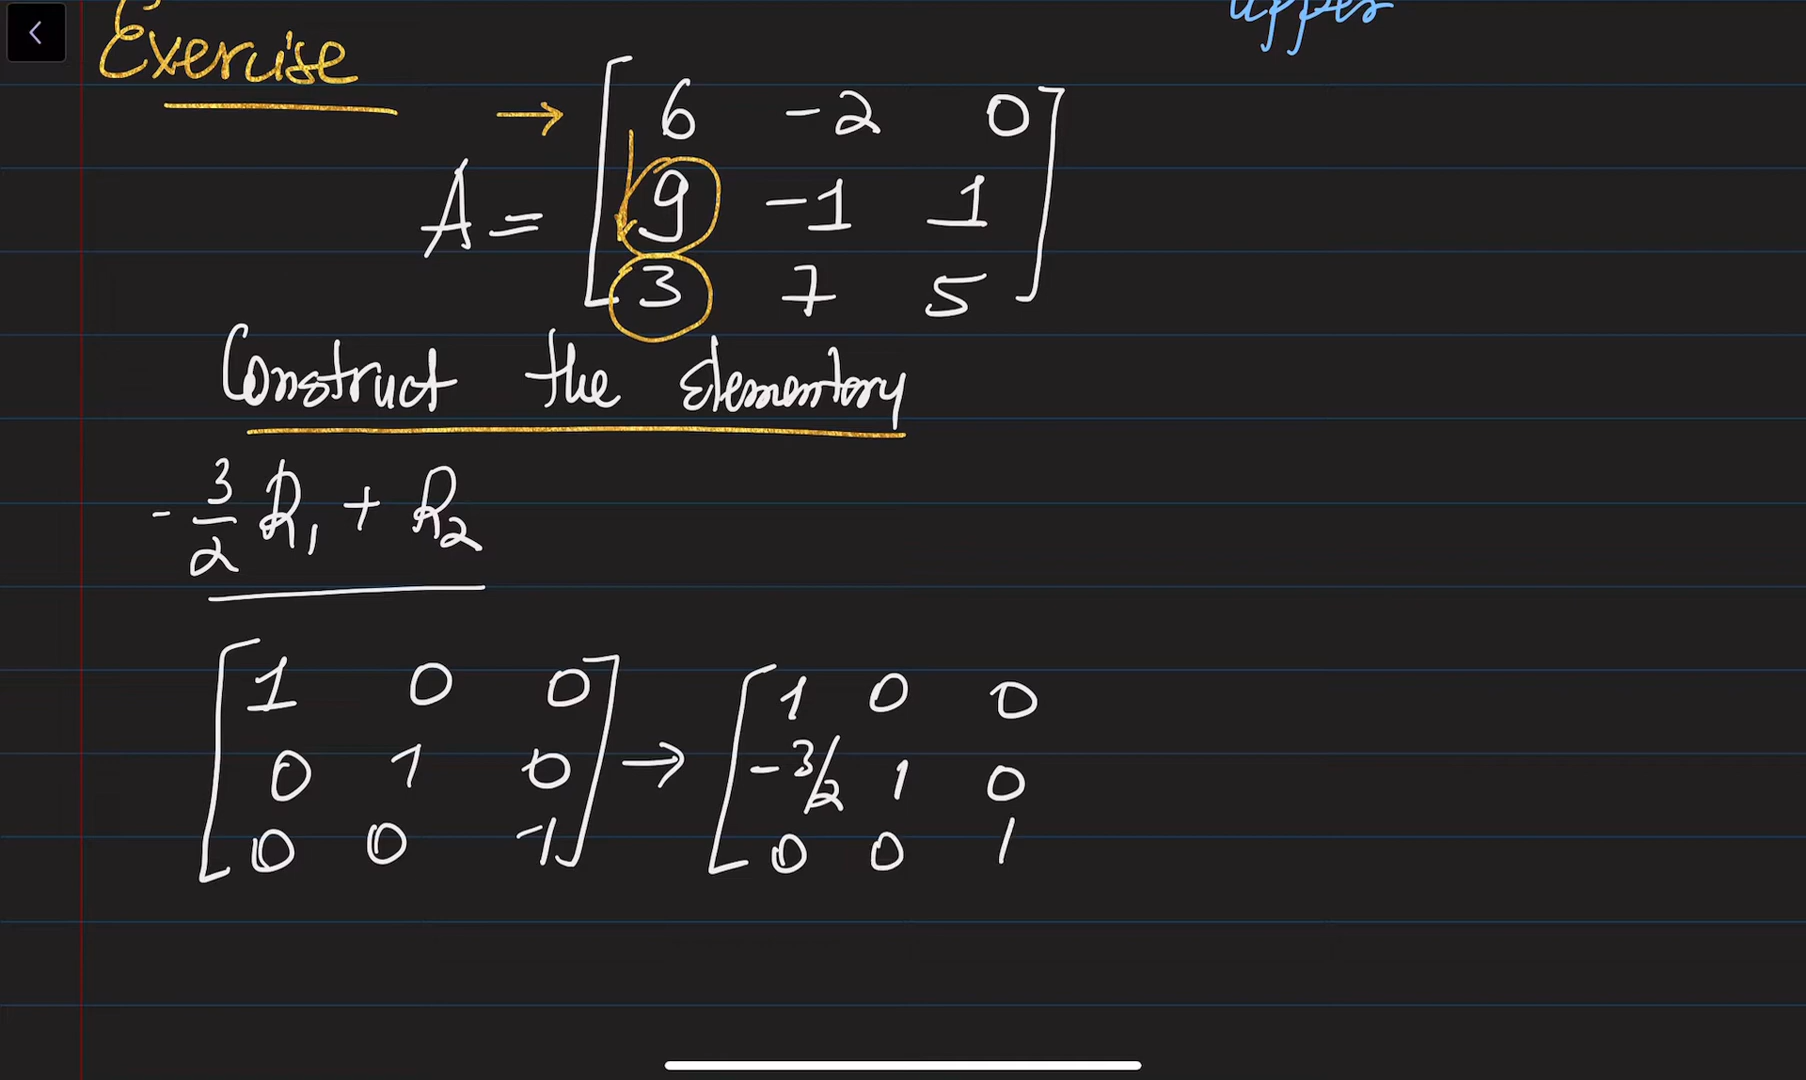 upper
Exercise
→ [ 6 -2 0
A = 9 -1 1
3 7 5 ]
Construct the Elementary
- 3/2 R₁ + R₂
[ 1 0 0 [ 1 0 0
0 1 0 → -3/2 1 0
0 0 1 ] 0 0 1